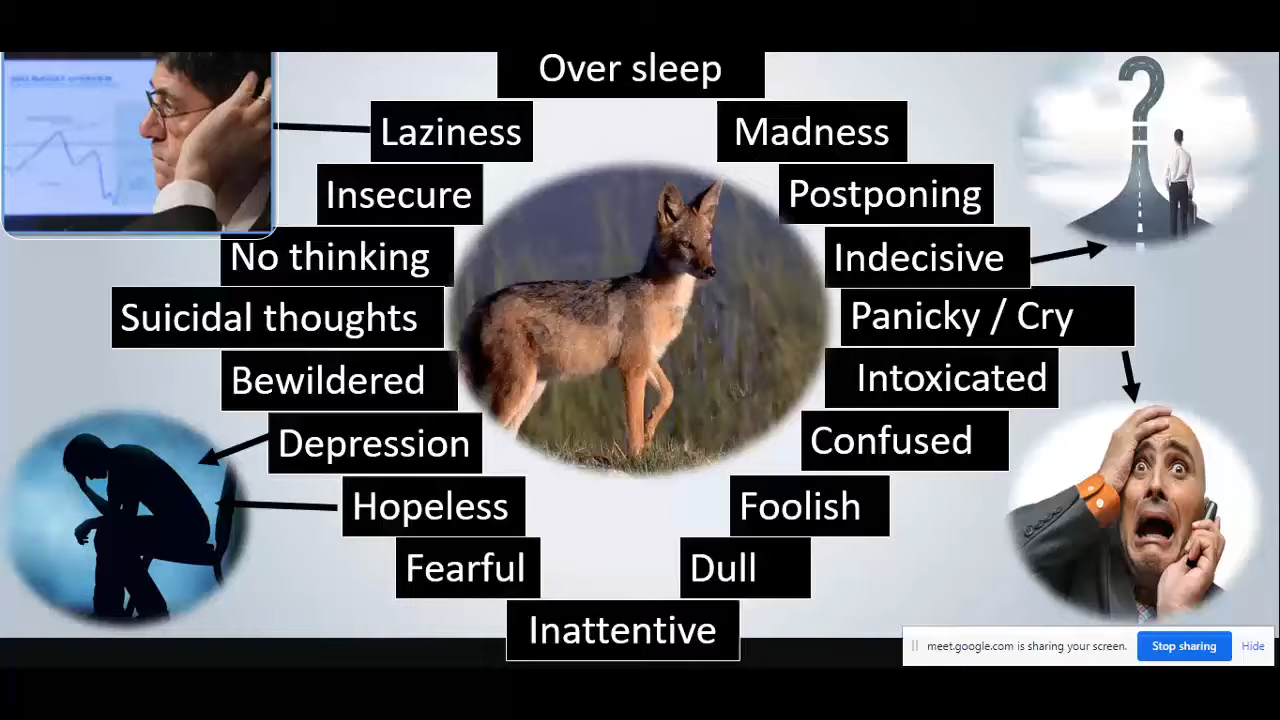 Over sleep
Laziness
Madness
Insecure
Postponing
No thinking
Indecisive
Suicidal thoughts
Panicky / Cry
Bewildered
Intoxicated
Depression
Confused
Hopeless
Foolish
Fearful
Dull
Inattentive
meet.google.com is sharing your screen.
Stop sharing
Hide